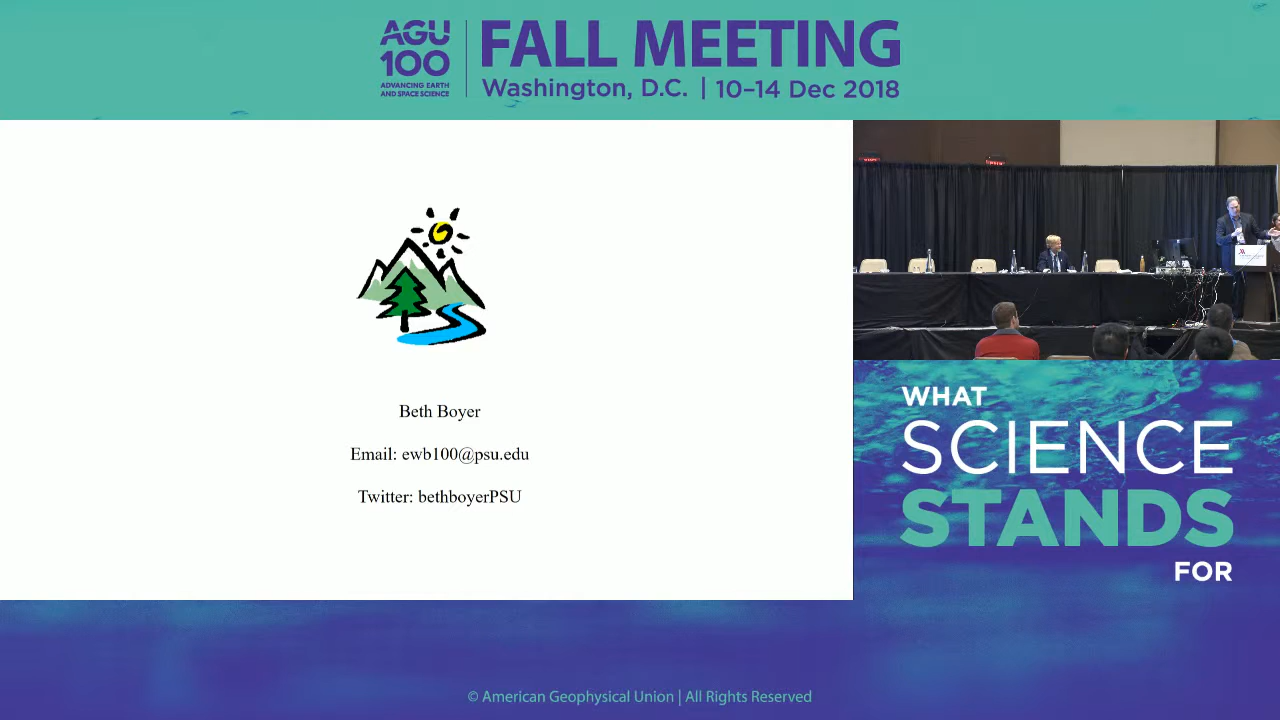 AGU
100
ADVANCING EARTH
AND SPACE SCIENCE
FALL MEETING
Washington, D.C. | 10–14 Dec 2018
Beth Boyer
Email: ewb100@psu.edu
Twitter: bethboyerPSU
WHAT
SCIENCE
STANDS
FOR
© American Geophysical Union | All Rights Reserved